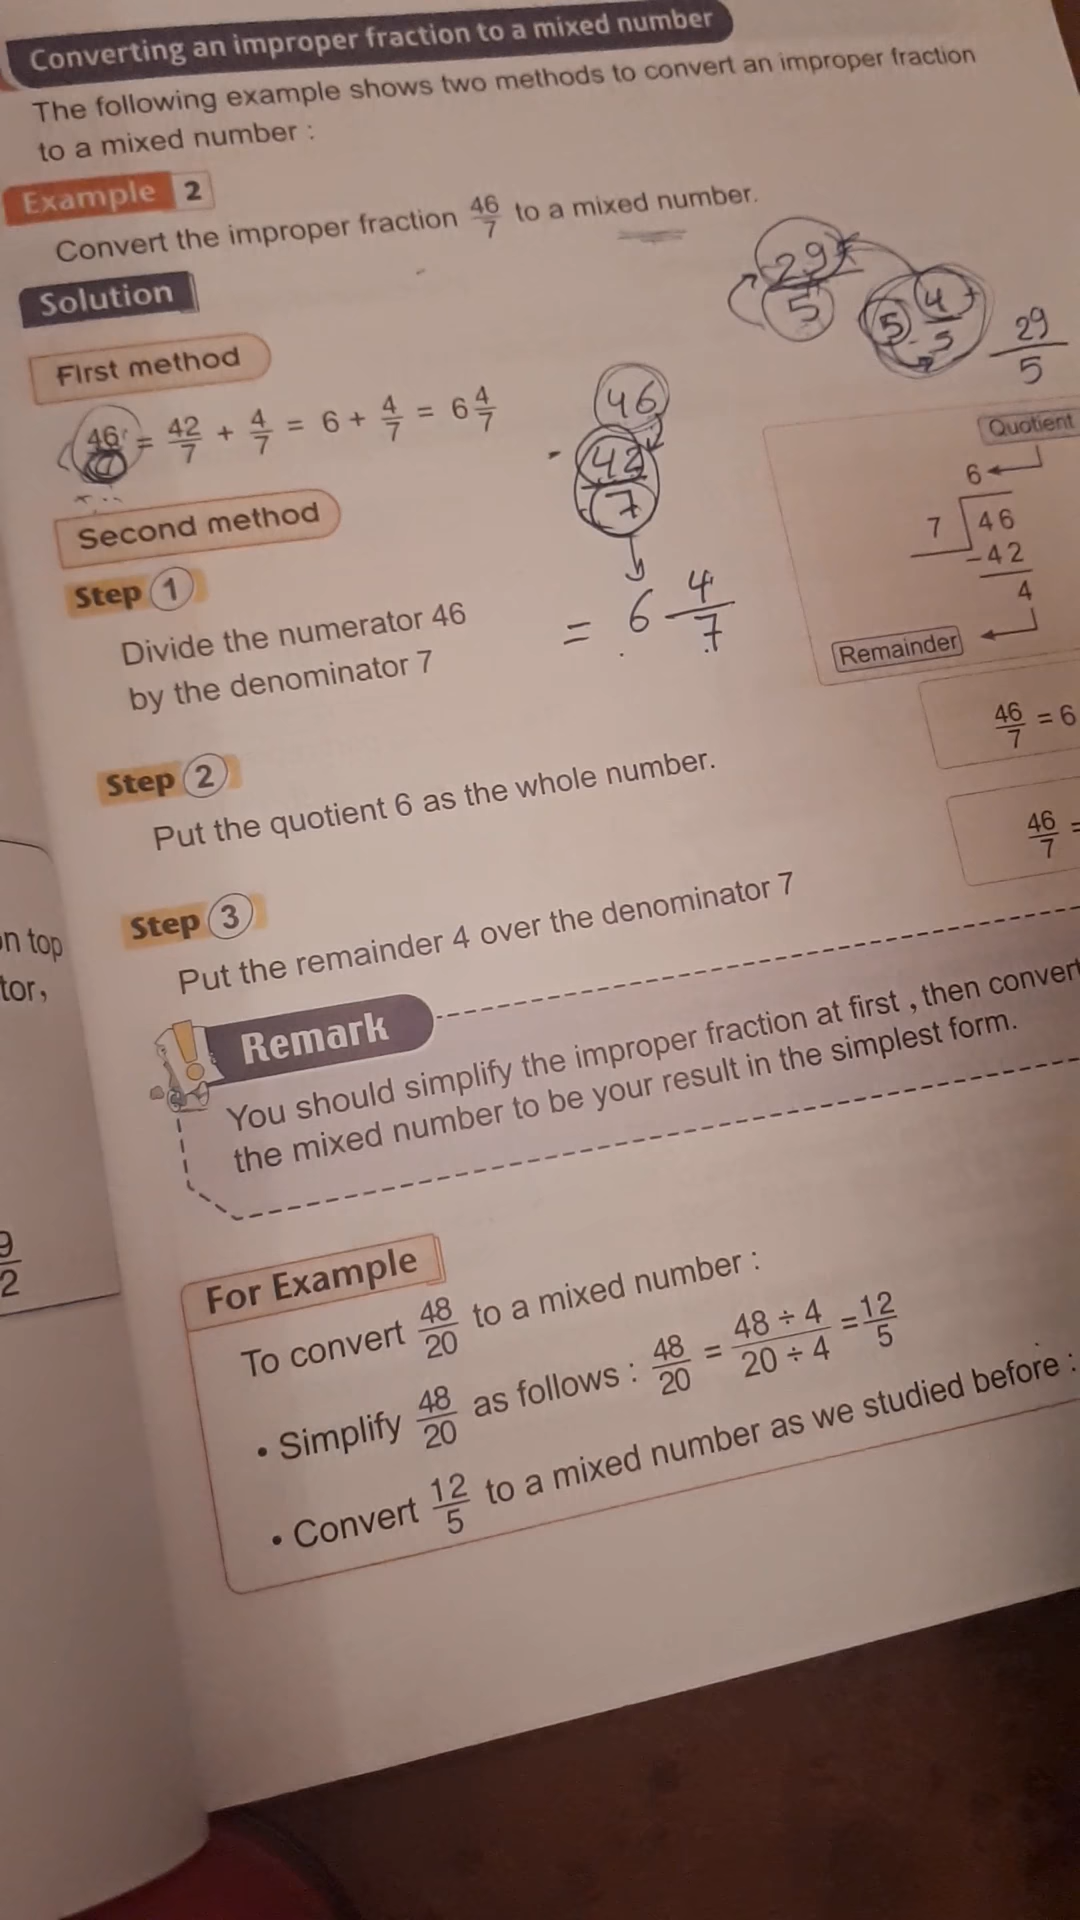 Converting an improper fraction to a mixed number
The following example shows two methods to convert an improper fraction
to a mixed number :
Example 2
Convert the improper fraction 46/7 to a mixed number.
Solution
29/5
5 4/5
29/5
First method
46/7 = 42/7 + 4/7 = 6 + 4/7 = 6 4/7
46
- 42
7
= 6 4/7
Quotient
6
7 46
-42
4
Remainder
Second method
Step 1
Divide the numerator 46
by the denominator 7
46/7 = 6
Step 2
Put the quotient 6 as the whole number.
46/7 =
Step 3
Put the remainder 4 over the denominator 7
n top
tor,
Remark
You should simplify the improper fraction at first , then convert
the mixed number to be your result in the simplest form.
9/2
For Example
To convert 48/20 to a mixed number :
• Simplify 48/20 as follows : 48/20 = 48 ÷ 4/20 ÷ 4 = 12/5
• Convert 12/5 to a mixed number as we studied before :